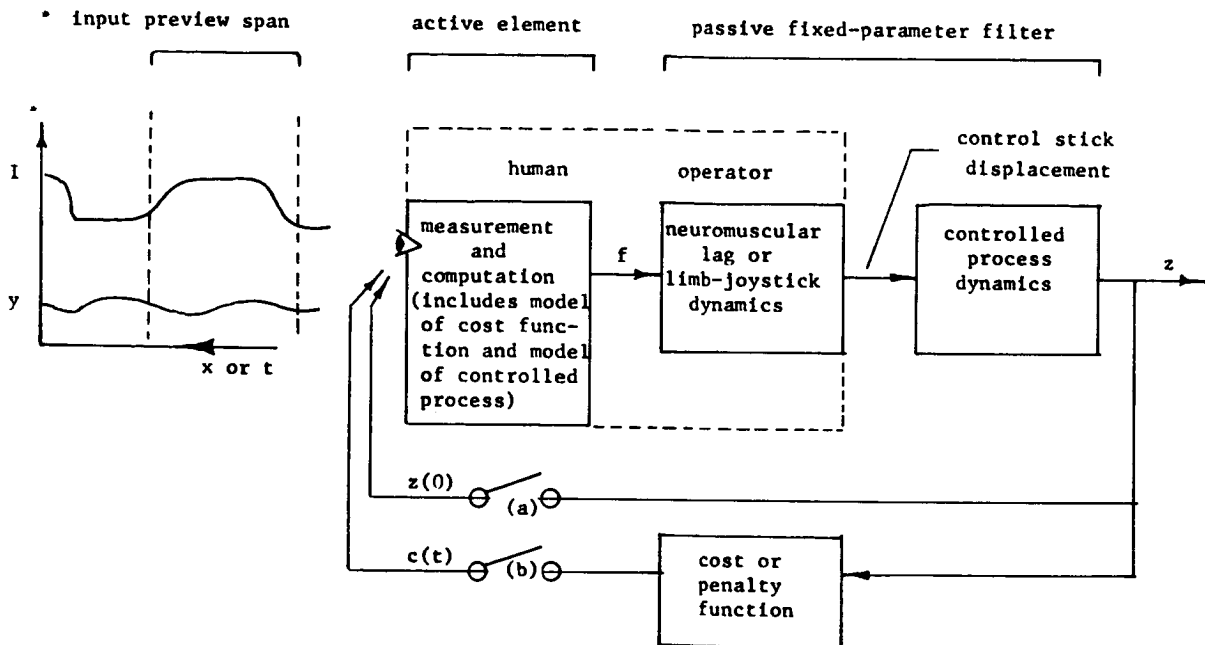 input preview span
active element
passive fixed-parameter filter
I
y
x or t
human operator
measurement
and
computation
(includes model
of cost func-
tion and model
of controlled
process)
f
neuromuscular
lag or
limb-joystick
dynamics
control stick
displacement
controlled
process
dynamics
z
z(0)
(a)
c(t)
(b)
cost or
penalty
function